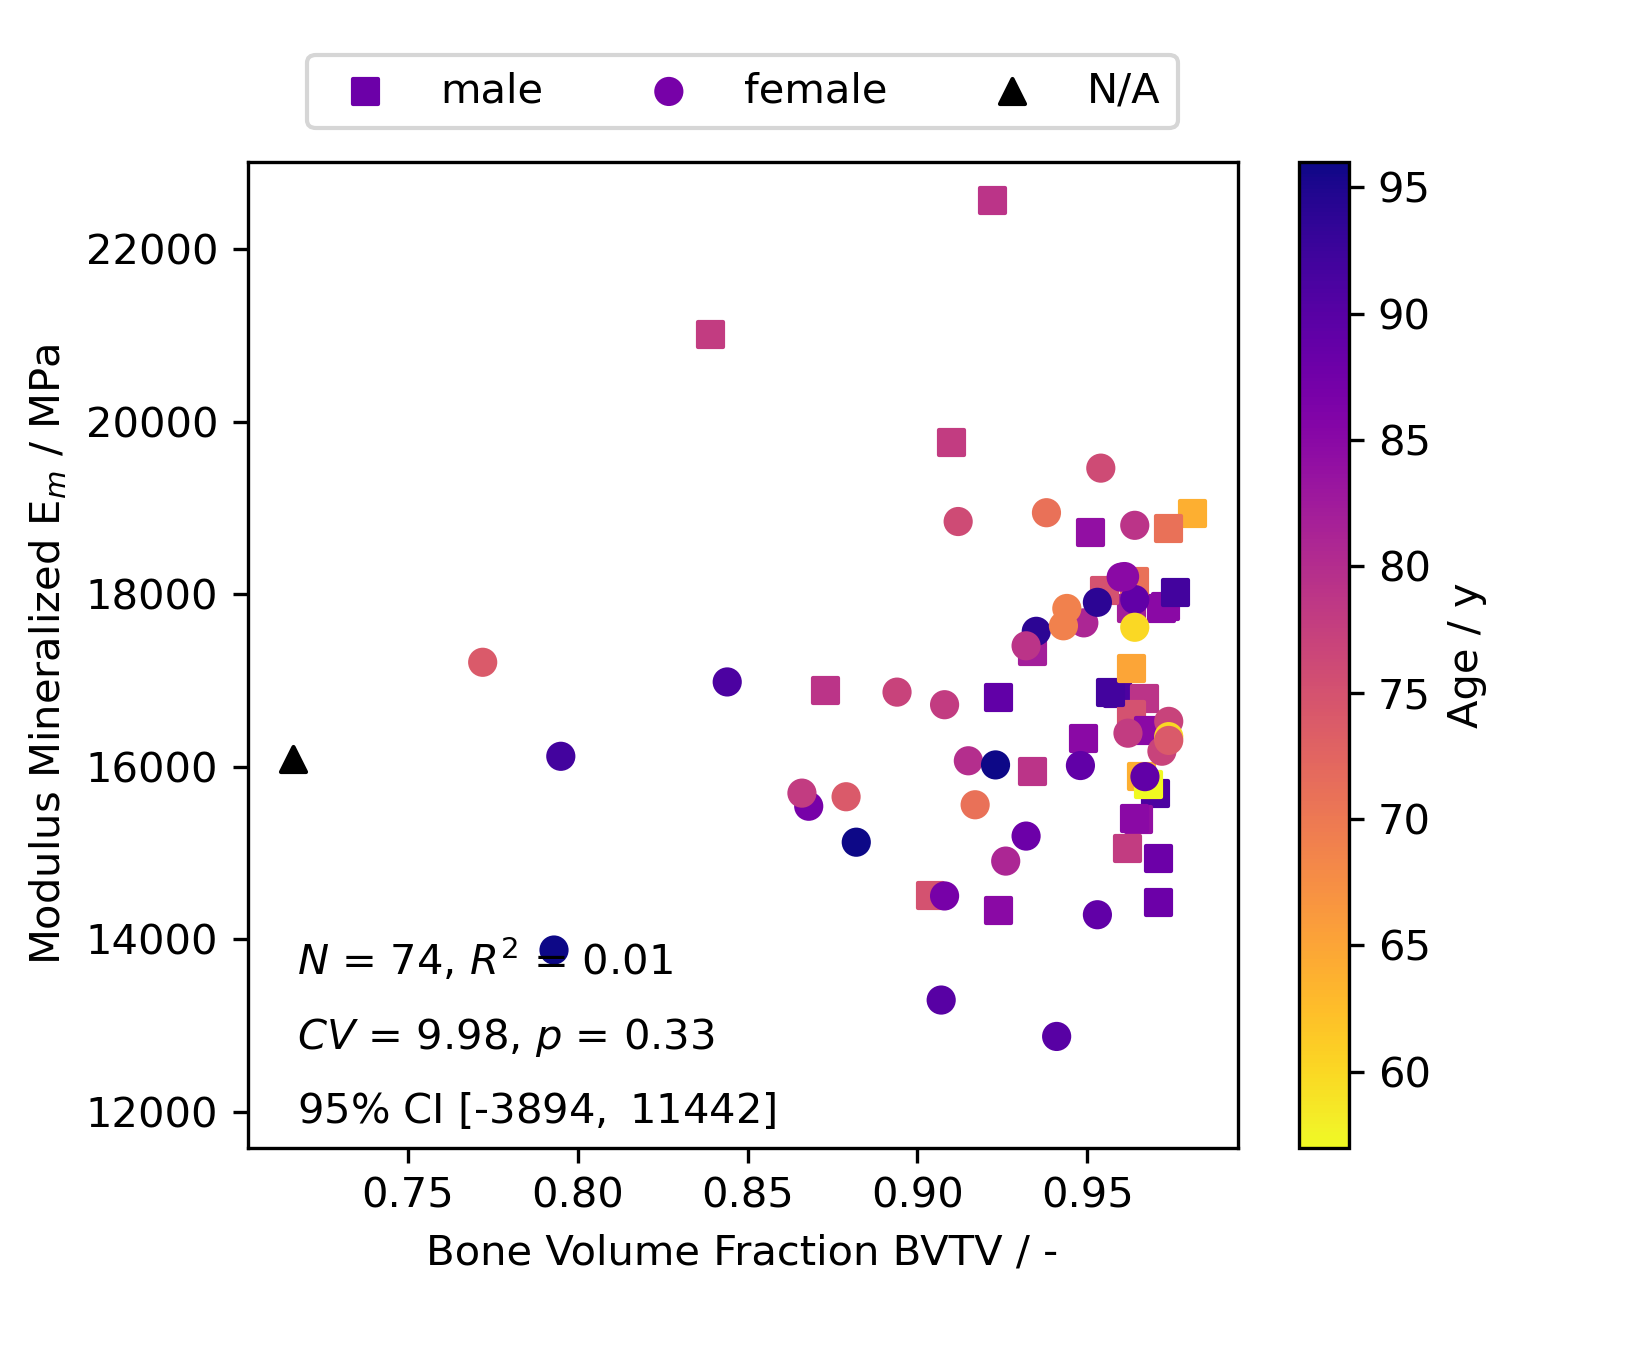 male female N/A
22000
20000
18000
16000
14000
12000
Modulus Mineralized Em / MPa
N = 74, R2 = 0.01
CV = 9.98, p = 0.33
95% CI [-3894, 11442]
0.75 0.80 0.85 0.90 0.95
Bone Volume Fraction BVTV / -
95
90
85
80
75
70
65
60
Age / y